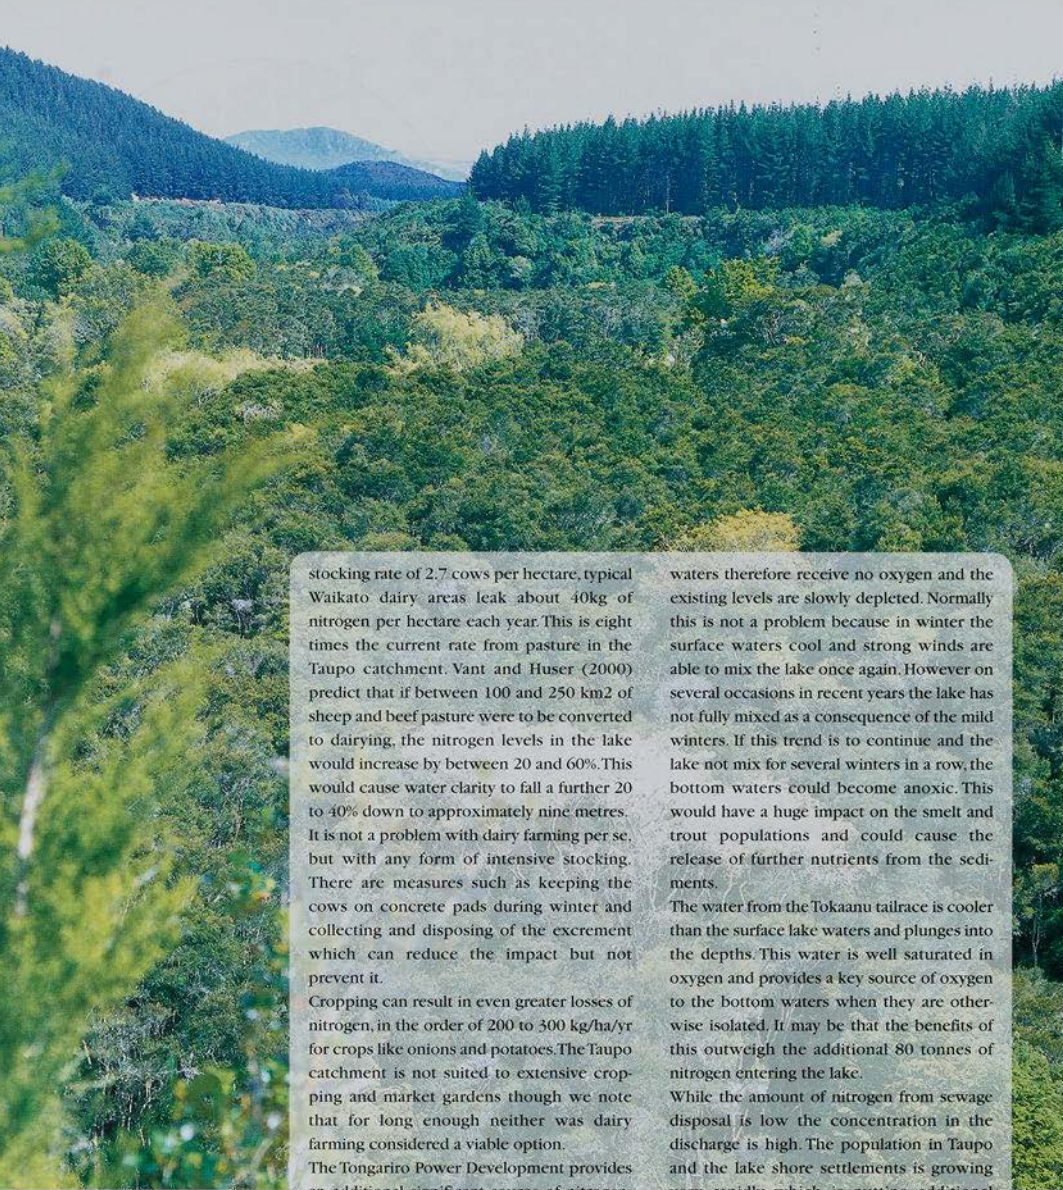 stocking rate of 2.7 cows per hectare, typical
Waikato dairy areas leak about 40kg of
nitrogen per hectare each year. This is eight
times the current rate from pasture in the
Taupo catchment. Vant and Huser (2000)
predict that if between 100 and 250 km2 of
sheep and beef pasture were to be converted
to dairying, the nitrogen levels in the lake
would increase by between 20 and 60%. This
would cause water clarity to fall a further 20
to 40% down to approximately nine metres.
It is not a problem with dairy farming per se,
but with any form of intensive stocking.
There are measures such as keeping the
cows on concrete pads during winter and
collecting and disposing of the excrement
which can reduce the impact but not
prevent it.
Cropping can result in even greater losses of
nitrogen, in the order of 200 to 300 kg/ha/yr
for crops like onions and potatoes. The Taupo
catchment is not suited to extensive crop-
ping and market gardens though we note
that for long enough neither was dairy
farming considered a viable option.
The Tongariro Power Development provides
waters therefore receive no oxygen and the
existing levels are slowly depleted. Normally
this is not a problem because in winter the
surface waters cool and strong winds are
able to mix the lake once again. However on
several occasions in recent years the lake has
not fully mixed as a consequence of the mild
winters. If this trend is to continue and the
lake not mix for several winters in a row, the
bottom waters could become anoxic. This
would have a huge impact on the smelt and
trout populations and could cause the
release of further nutrients from the sedi-
ments.
The water from the Tokaanu tailrace is cooler
than the surface lake waters and plunges into
the depths. This water is well saturated in
oxygen and provides a key source of oxygen
to the bottom waters when they are other-
wise isolated. It may be that the benefits of
this outweigh the additional 80 tonnes of
nitrogen entering the lake.
While the amount of nitrogen from sewage
disposal is low the concentration in the
discharge is high. The population in Taupo
and the lake shore settlements is growing